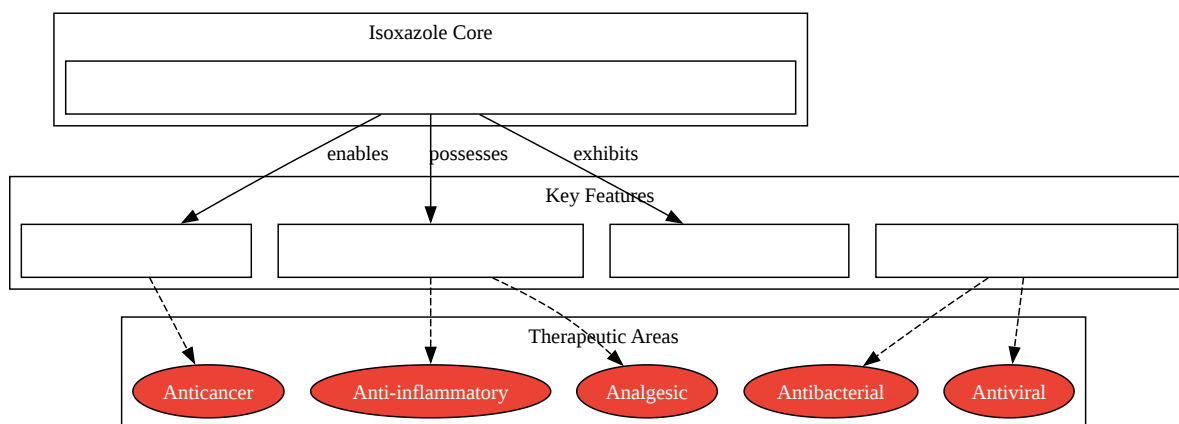 Isoxazole Core
enables
possesses
exhibits
Key Features
Therapeutic Areas
Anticancer
Anti-inflammatory
Analgesic
Antibacterial
Antiviral